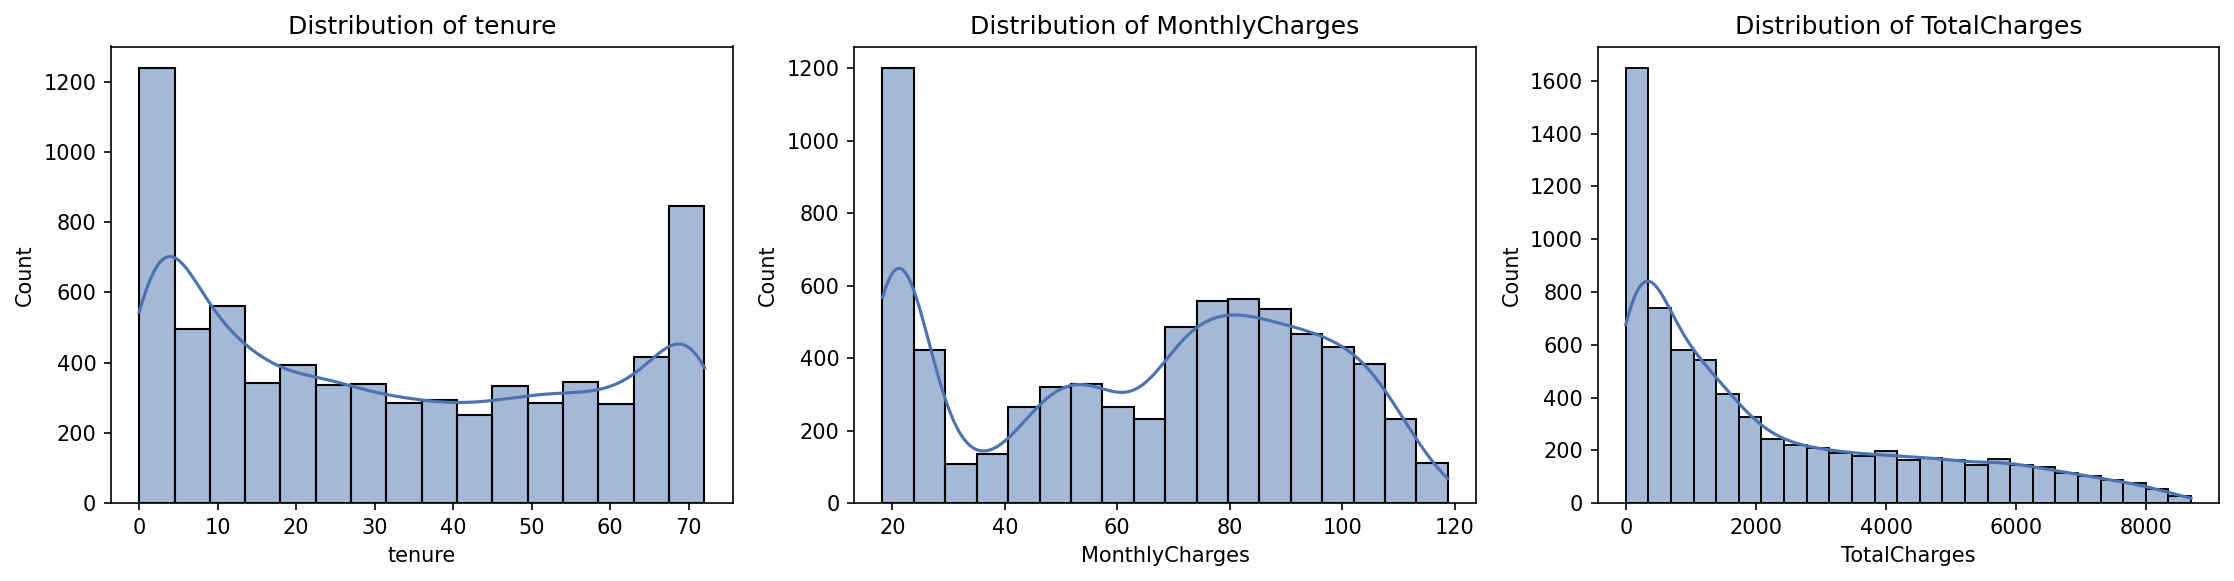 Distribution of tenure
1200
1000
800
600
400
200
0
Count
0 10 20 30 40 50 60 70
tenure
Distribution of MonthlyCharges
1200
1000
800
600
400
200
0
Count
20 40 60 80 100 120
MonthlyCharges
Distribution of TotalCharges
1600
1400
1200
1000
800
600
400
200
0
Count
0 2000 4000 6000 8000
TotalCharges